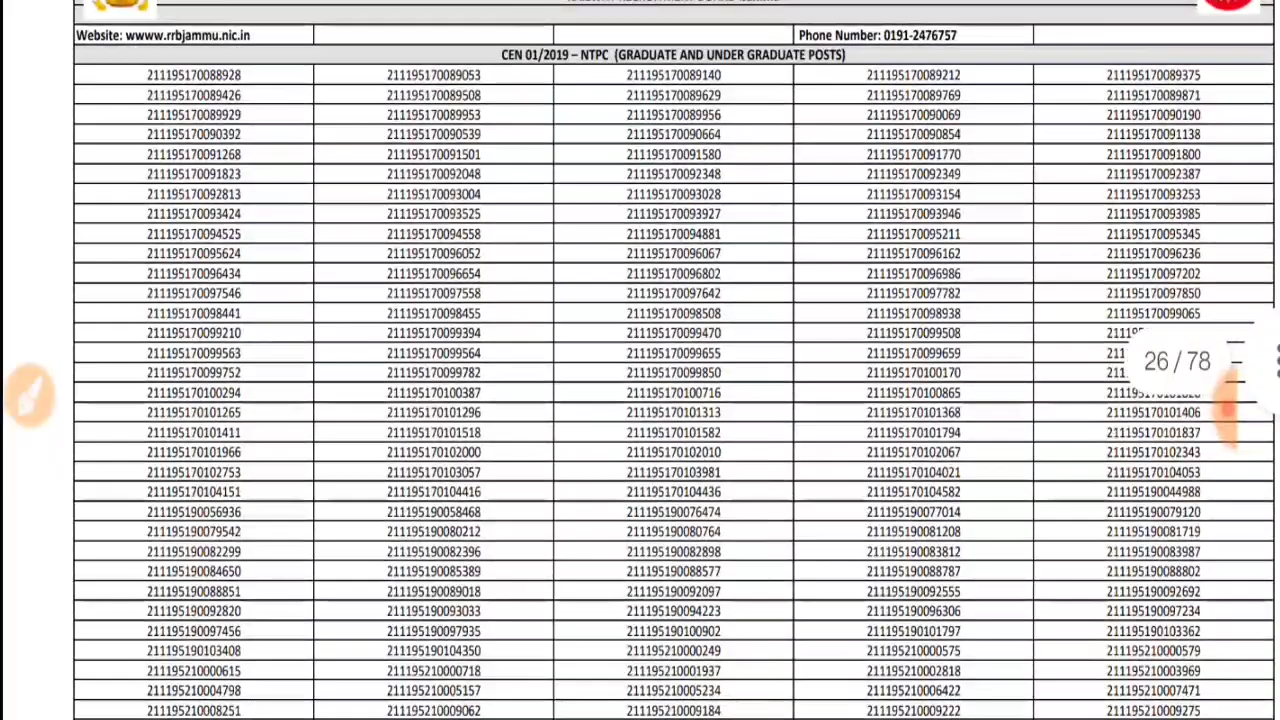 Website: wwww.rrbjammu.nic.in Phone Number: 0191-2476757
CEN 01/2019 – NTPC (GRADUATE AND UNDER GRADUATE POSTS)
211195170088928 211195170089053 211195170089140 211195170089212 211195170089375
211195170089426 211195170089508 211195170089629 211195170089769 211195170089871
211195170089929 211195170089953 211195170089956 211195170090069 211195170090190
211195170090392 211195170090539 211195170090664 211195170090854 211195170091138
211195170091268 211195170091501 211195170091580 211195170091770 211195170091800
211195170091823 211195170092048 211195170092348 211195170092349 211195170092387
211195170092813 211195170093004 211195170093028 211195170093154 211195170093253
211195170093424 211195170093525 211195170093927 211195170093946 211195170093985
211195170094525 211195170094558 211195170094881 211195170095211 211195170095345
211195170095624 211195170096052 211195170096067 211195170096162 211195170096236
211195170096434 211195170096654 211195170096802 211195170096986 211195170097202
211195170097546 211195170097558 211195170097642 211195170097782 211195170097850
211195170098441 211195170098455 211195170098508 211195170098938 211195170099065
211195170099210 211195170099394 211195170099470 211195170099508
211195170099563 211195170099564 211195170099655 211195170099659
26 / 78
211195170099752 211195170099782 211195170099850 211195170100170
211195170100294 211195170100387 211195170100716 211195170100865
211195170101265 211195170101296 211195170101313 211195170101368 211195170101406
211195170101411 211195170101518 211195170101582 211195170101794 211195170101837
211195170101966 211195170102000 211195170102010 211195170102067 211195170102343
211195170102753 211195170103057 211195170103981 211195170104021 211195170104053
211195170104151 211195170104416 211195170104436 211195170104582 211195190044988
211195190056936 211195190058468 211195190076474 211195190077014 211195190079120
211195190079542 211195190080212 211195190080764 211195190081208 211195190081719
211195190082299 211195190082396 211195190082898 211195190083812 211195190083987
211195190084650 211195190085389 211195190088577 211195190088787 211195190088802
211195190088851 211195190089018 211195190092097 211195190092555 211195190092692
211195190092820 211195190093033 211195190094223 211195190096306 211195190097234
211195190097456 211195190097935 211195190100902 211195190101797 211195190103362
211195190103408 211195190104350 211195210000249 211195210000575 211195210000579
211195210000615 211195210000718 211195210001937 211195210002818 211195210003969
211195210004798 211195210005157 211195210005234 211195210006422 211195210007471
211195210008251 211195210009062 211195210009184 211195210009222 211195210009275